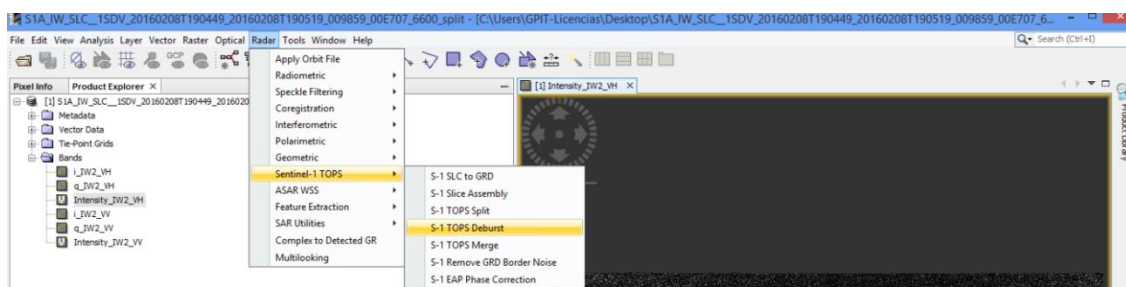 S1A_IW_SLC__1SDV_20160208T190449_20160208T190519_009859_00E707_6600_split - [C:\Users\GPIT-Licencias\Desktop\S1A_IW_SLC__1SDV_20160208T190449_20160208T190519_009859_00E707_6...
File Edit View Analysis Layer Vector Raster Optical Radar Tools Window Help
Search (Ctrl+I)
GCP
Pixel Info Product Explorer
[1] S1A_IW_SLC__1SDV_20160208T190449_201602
Metadata
Vector Data
Tie-Point Grids
Bands
i_IW2_VH
q_IW2_VH
Intensity_IW2_VH
i_IW2_VV
q_IW2_VV
Intensity_IW2_VV
Apply Orbit File
Radiometric
Speckle Filtering
Coregistration
Interferometric
Polarimetric
Geometric
Sentinel-1 TOPS
ASAR WSS
Feature Extraction
SAR Utilities
Complex to Detected GR
Multilooking
S-1 SLC to GRD
S-1 Slice Assembly
S-1 TOPS Split
S-1 TOPS Deburst
S-1 TOPS Merge
S-1 Remove GRD Border Noise
S-1 EAP Phase Correction
[1] Intensity_IW2_VH
Product Library